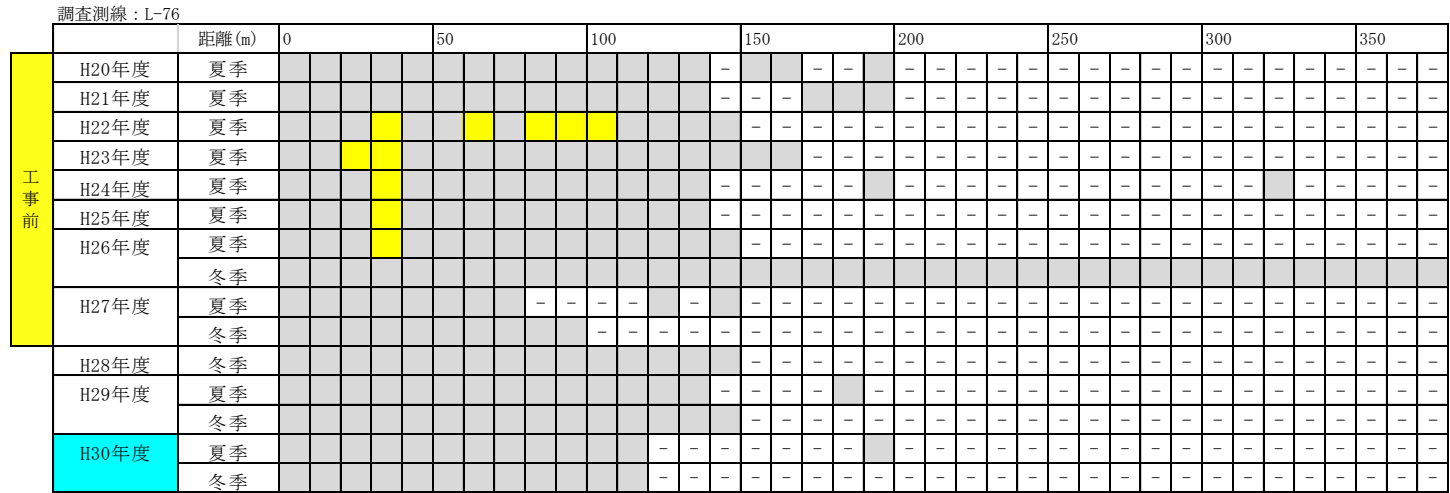 調査測線：L-76
距離(m) 0 50 100 150 200 250 300 350
工事前
H20年度 夏季 - - - - - - - - - - - - - - - - - - - - -
H21年度 夏季 - - - - - - - - - - - - - - - - - - - - -
H22年度 夏季 - - - - - - - - - - - - - - - - - - - - - - -
H23年度 夏季 - - - - - - - - - - - - - - - - - - - - -
H24年度 夏季 - - - - - - - - - - - - - - - - - - - - - -
H25年度 夏季 - - - - - - - - - - - - - - - - - - - - - - - -
H26年度 夏季 - - - - - - - - - - - - - - - - - - - - - - -
冬季
H27年度 夏季 - - - - - - - - - - - - - - - - - - - - - - - - - - - -
冬季 - - - - - - - - - - - - - - - - - - - - - - - - - - - -
H28年度 冬季 - - - - - - - - - - - - - - - - - - - - - - -
H29年度 夏季 - - - - - - - - - - - - - - - - - - - - - - -
冬季 - - - - - - - - - - - - - - - - - - - - - - -
H30年度 夏季 - - - - - - - - - - - - - - - - - - - - - - - - -
冬季 - - - - - - - - - - - - - - - - - - - - - - - - - -